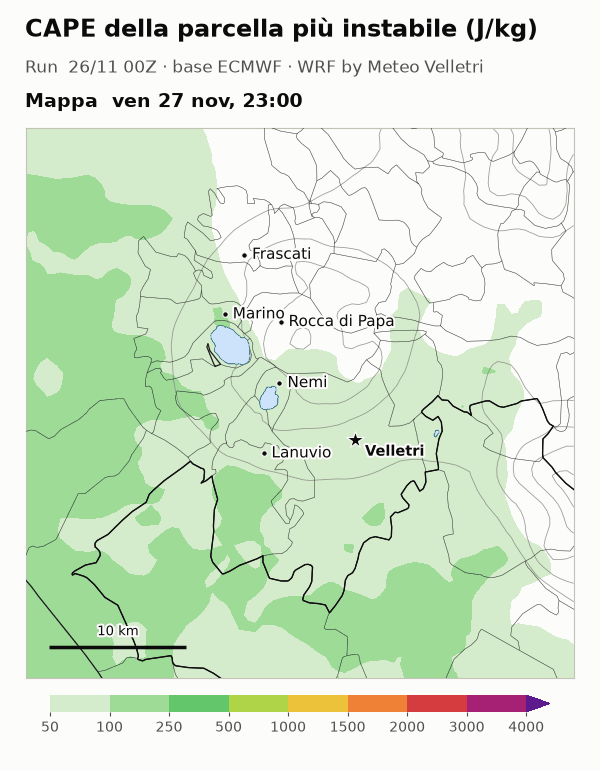 CAPE della parcella più instabile (J/kg)
Run  26/11 00Z · base ECMWF · WRF by Meteo Velletri
Mappa  ven 27 nov, 23:00
Frascati
Marino
Rocca di Papa
Nemi
Velletri
Lanuvio
10 km
50 100 250 500 1000 1500 2000 3000 4000